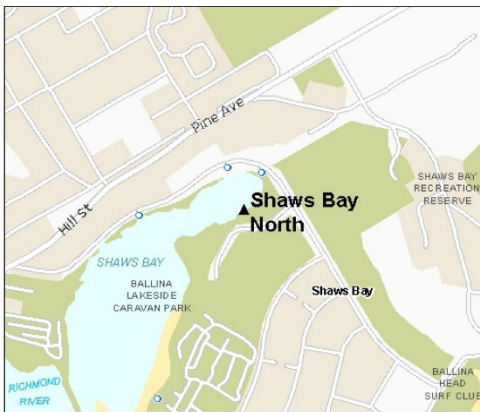 Pine Ave
Hill St
SHAWS BAY
RECREATION
RESERVE
Shaws Bay
North
SHAWS BAY
BALLINA
LAKESIDE
CARAVAN PARK
Shaws Bay
RICHMOND
RIVER
BALLINA
HEAD
SURF CLUB